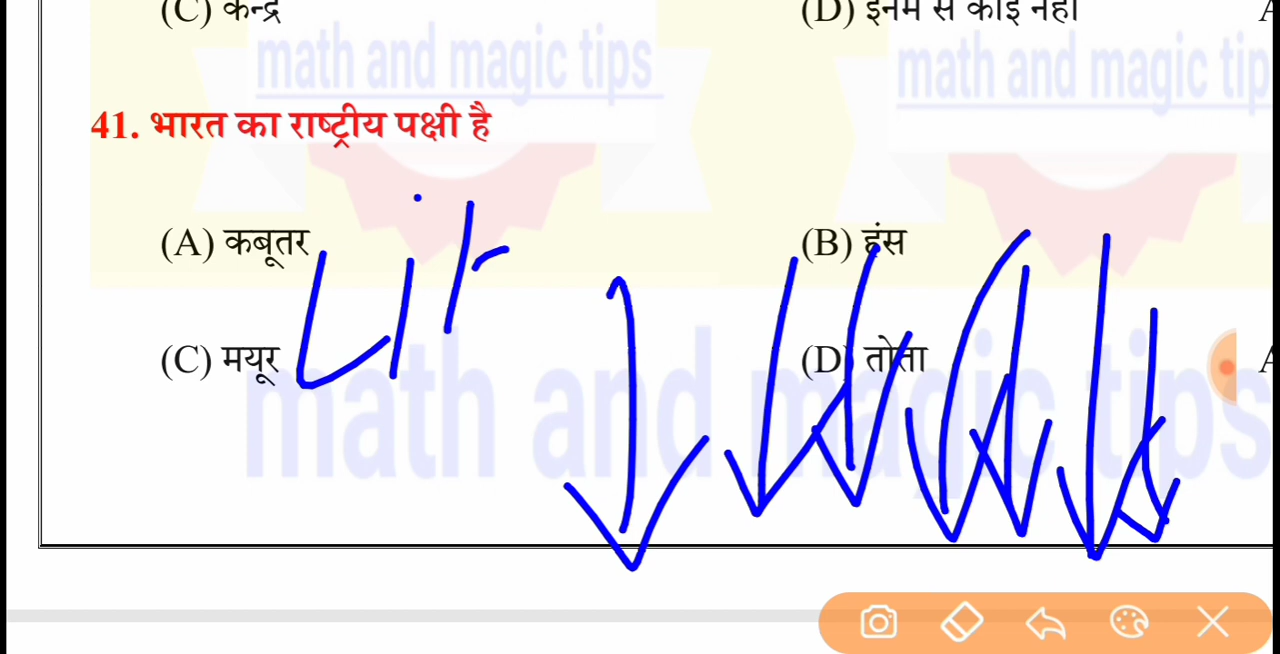 (C) केन्द्र (D) इनमें से कोई नहीं
math and magic tips math and magic tip
41. भारत का राष्ट्रीय पक्षी है
(A) कबूतर (B) हंस
(C) मयूर (D) तोता
math and magic tips